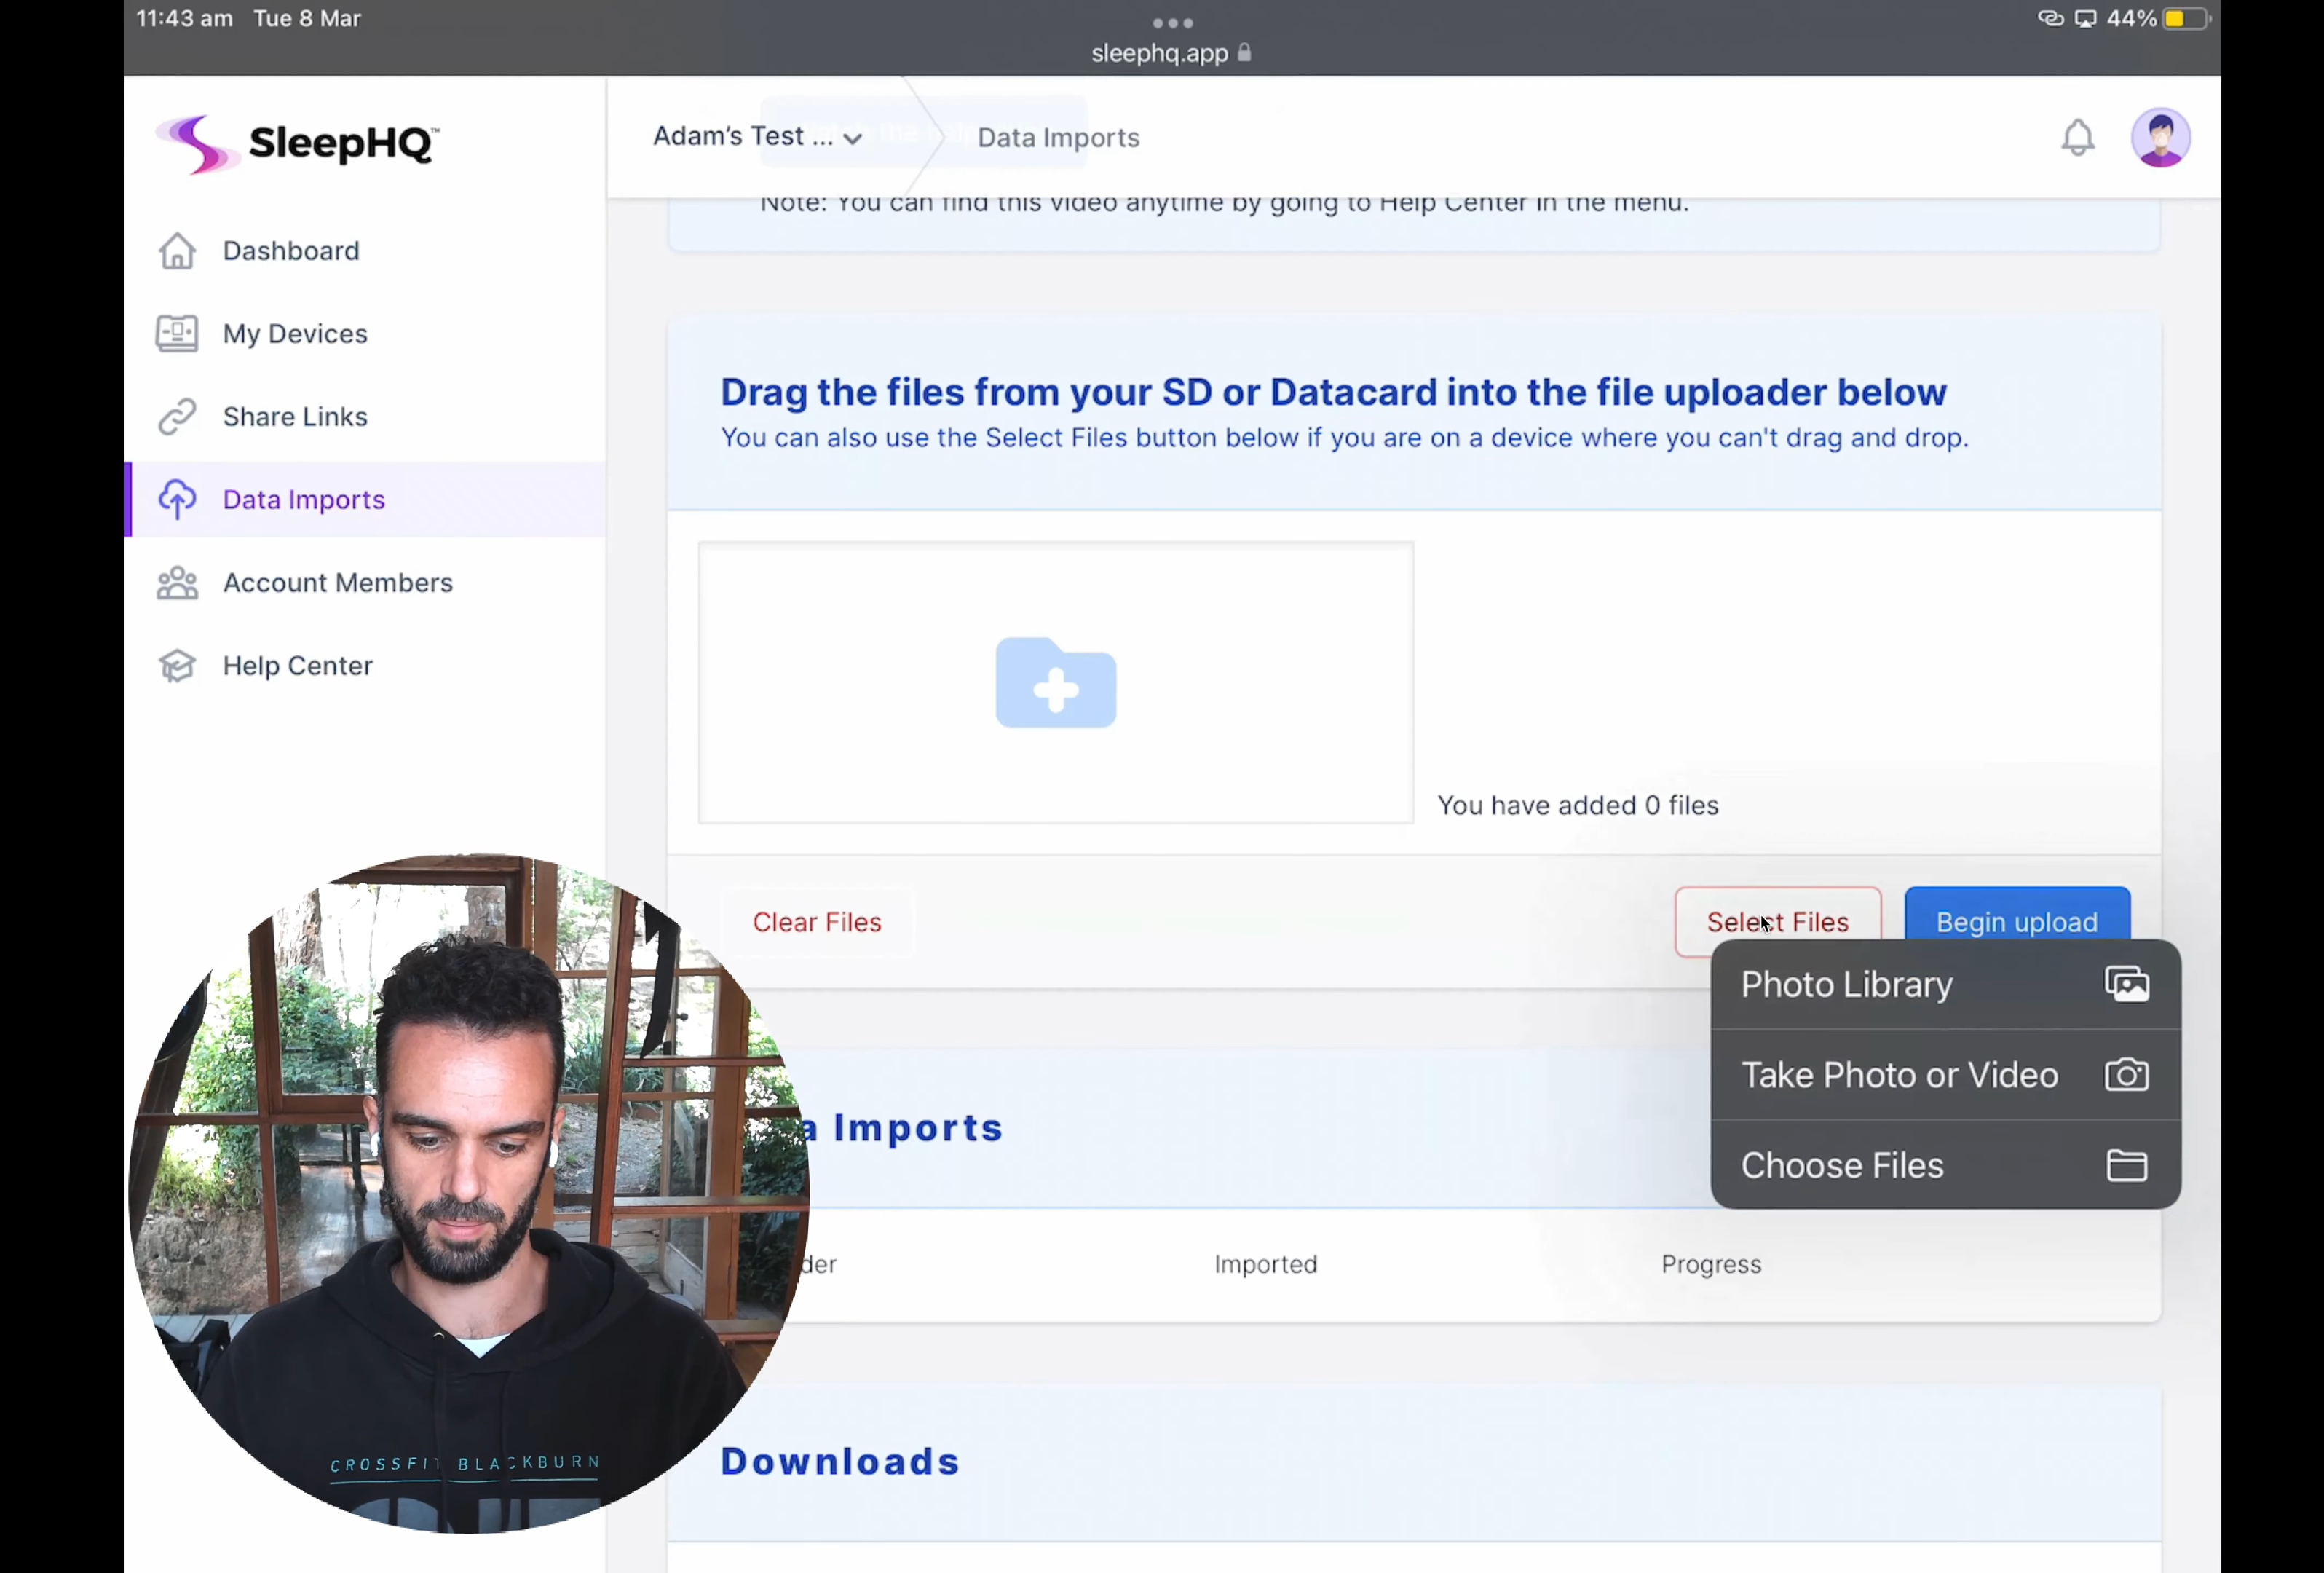 11:43 am Tue 8 Mar
44%
sleephq.app
SleepHQ™
Adam's Test ...
Data Imports
Note: You can find this video anytime by going to Help Center in the menu.
Dashboard
My Devices
Share Links
Data Imports
Account Members
Help Center
Drag the files from your SD or Datacard into the file uploader below
You can also use the Select Files button below if you are on a device where you can't drag and drop.
You have added 0 files
Clear Files
Select Files
Begin upload
Photo Library
Take Photo or Video
Choose Files
a Imports
der
Imported
Progress
Downloads
CROSSFIT BLACKBURN